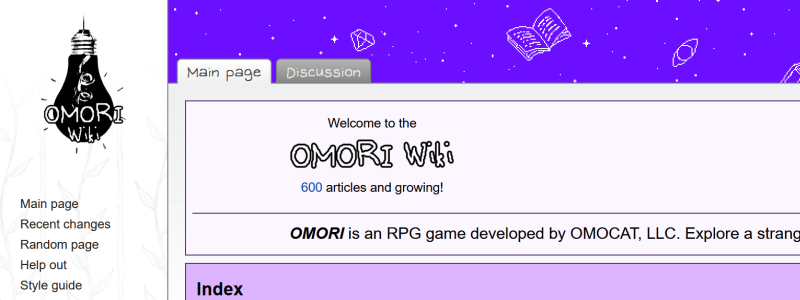 OMORI
Wiki
Main page
Recent changes
Random page
Help out
Style guide
Main page
Discussion
Welcome to the
OMORI Wiki
600 articles and growing!
OMORI is an RPG game developed by OMOCAT, LLC. Explore a strang
Index